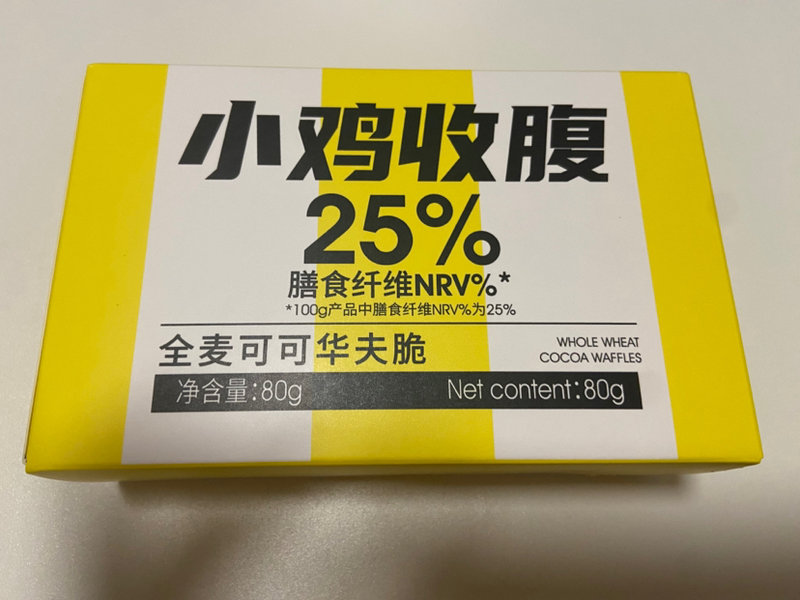 小鸡收腹
25%
膳食纤维NRV%*
*100g产品中膳食纤维NRV%为25%
全麦可可华夫脆
WHOLE WHEAT
COCOA WAFFLES
净含量:80g
Net content:80g